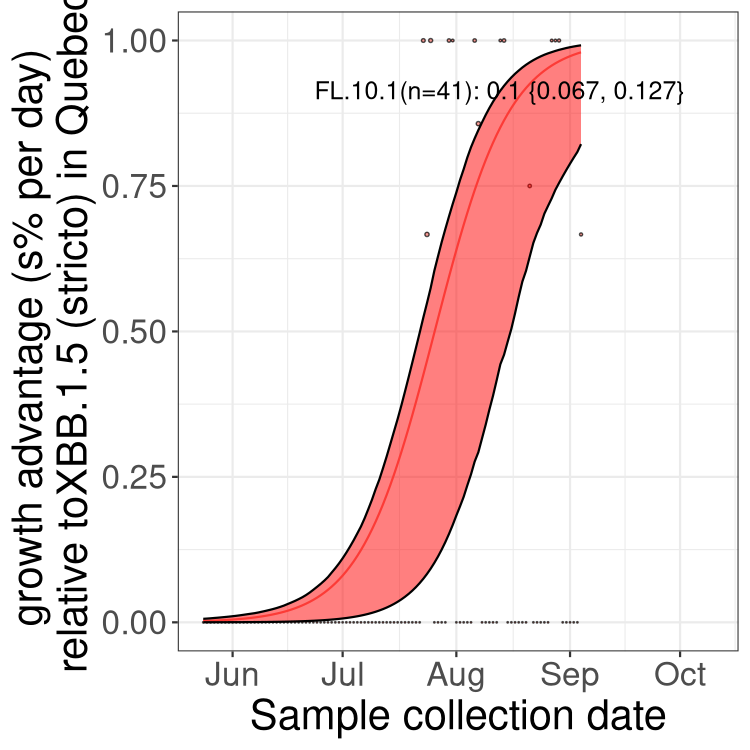 growth advantage (s% per day)
relative toXBB.1.5 (stricto) in Quebec
1.00
0.75
0.50
0.25
0.00
FL.10.1(n=41): 0.1 {0.067, 0.127}
Jun Jul Aug Sep Oct
Sample collection date